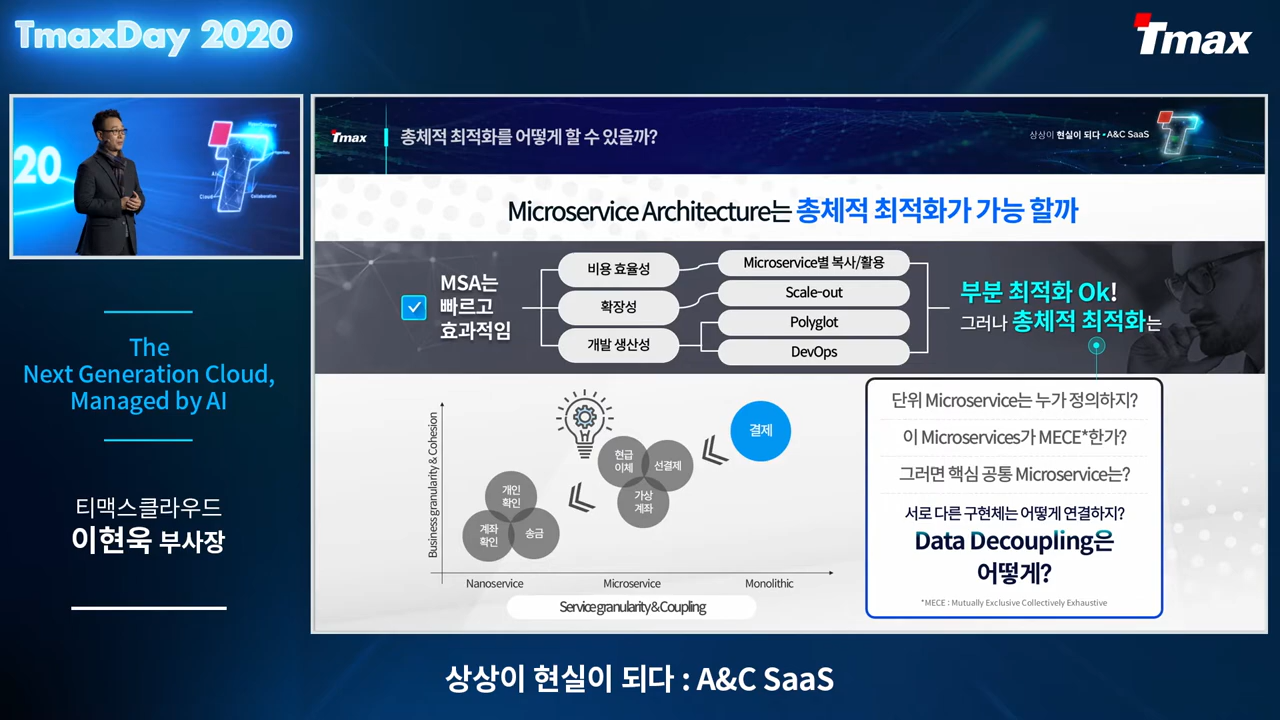 TmaxDay 2020
Tmax
20
AI
Cloud
Collaboration
The
Next Generation Cloud,
Managed by AI
티맥스클라우드
이현욱 부사장
Tmax
총체적 최적화를 어떻게 할 수 있을까?
상상이 현실이 되다 - A&C SaaS
Microservice Architecture는 총체적 최적화가 가능 할까
MSA는
빠르고
효과적임
비용 효율성
확장성
개발 생산성
Microservice별 복사/활용
Scale-out
Polyglot
DevOps
부분 최적화 Ok!
그러나 총체적 최적화는
Business granularity & Cohesion
결제
현급
이체
선결제
가상
계좌
개인
확인
계좌
확인
송금
Nanoservice
Microservice
Monolithic
Service granularity & Coupling
단위 Microservice는 누가 정의하지?
이 Microservices가 MECE*한가?
그러면 핵심 공통 Microservice는?
서로 다른 구현체는 어떻게 연결하지?
Data Decoupling은
어떻게?
*MECE : Mutually Exclusive Collectively Exhaustive
상상이 현실이 되다 : A&C SaaS